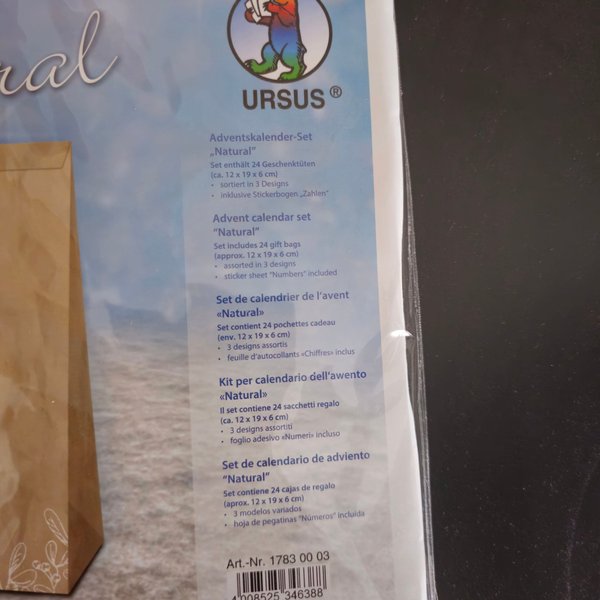 ral
URSUS ®
Adventskalender-Set
„Natural"
Set enthält 24 Geschenktüten
(ca. 12 x 19 x 6 cm)
• sortiert in 3 Designs
• inklusive Stickerbogen „Zahlen"
Advent calendar set
"Natural"
Set includes 24 gift bags
(approx. 12 x 19 x 6 cm)
• assorted in 3 designs
• sticker sheet "Numbers" included
Set de calendrier de l'avent
«Natural»
Set contient 24 pochettes cadeau
(env. 12 x 19 x 6 cm)
• 3 designs assortis
• feuille d'autocollants «Chiffres» inclus
Kit per calendario dell'awento
«Natural»
Il set contiene 24 sacchetti regalo
(ca. 12 x 19 x 6 cm)
• 3 designs assortiti
• foglio adesivo «Numeri» incluso
Set de calendario de adviento
"Natural"
Set contiene 24 cajas de regalo
(aprox. 12 x 19 x 6 cm)
• 3 modelos variados
• hoja de pegatinas "Números" incluida
Art.-Nr. 1783 00 03
4 008525 346388